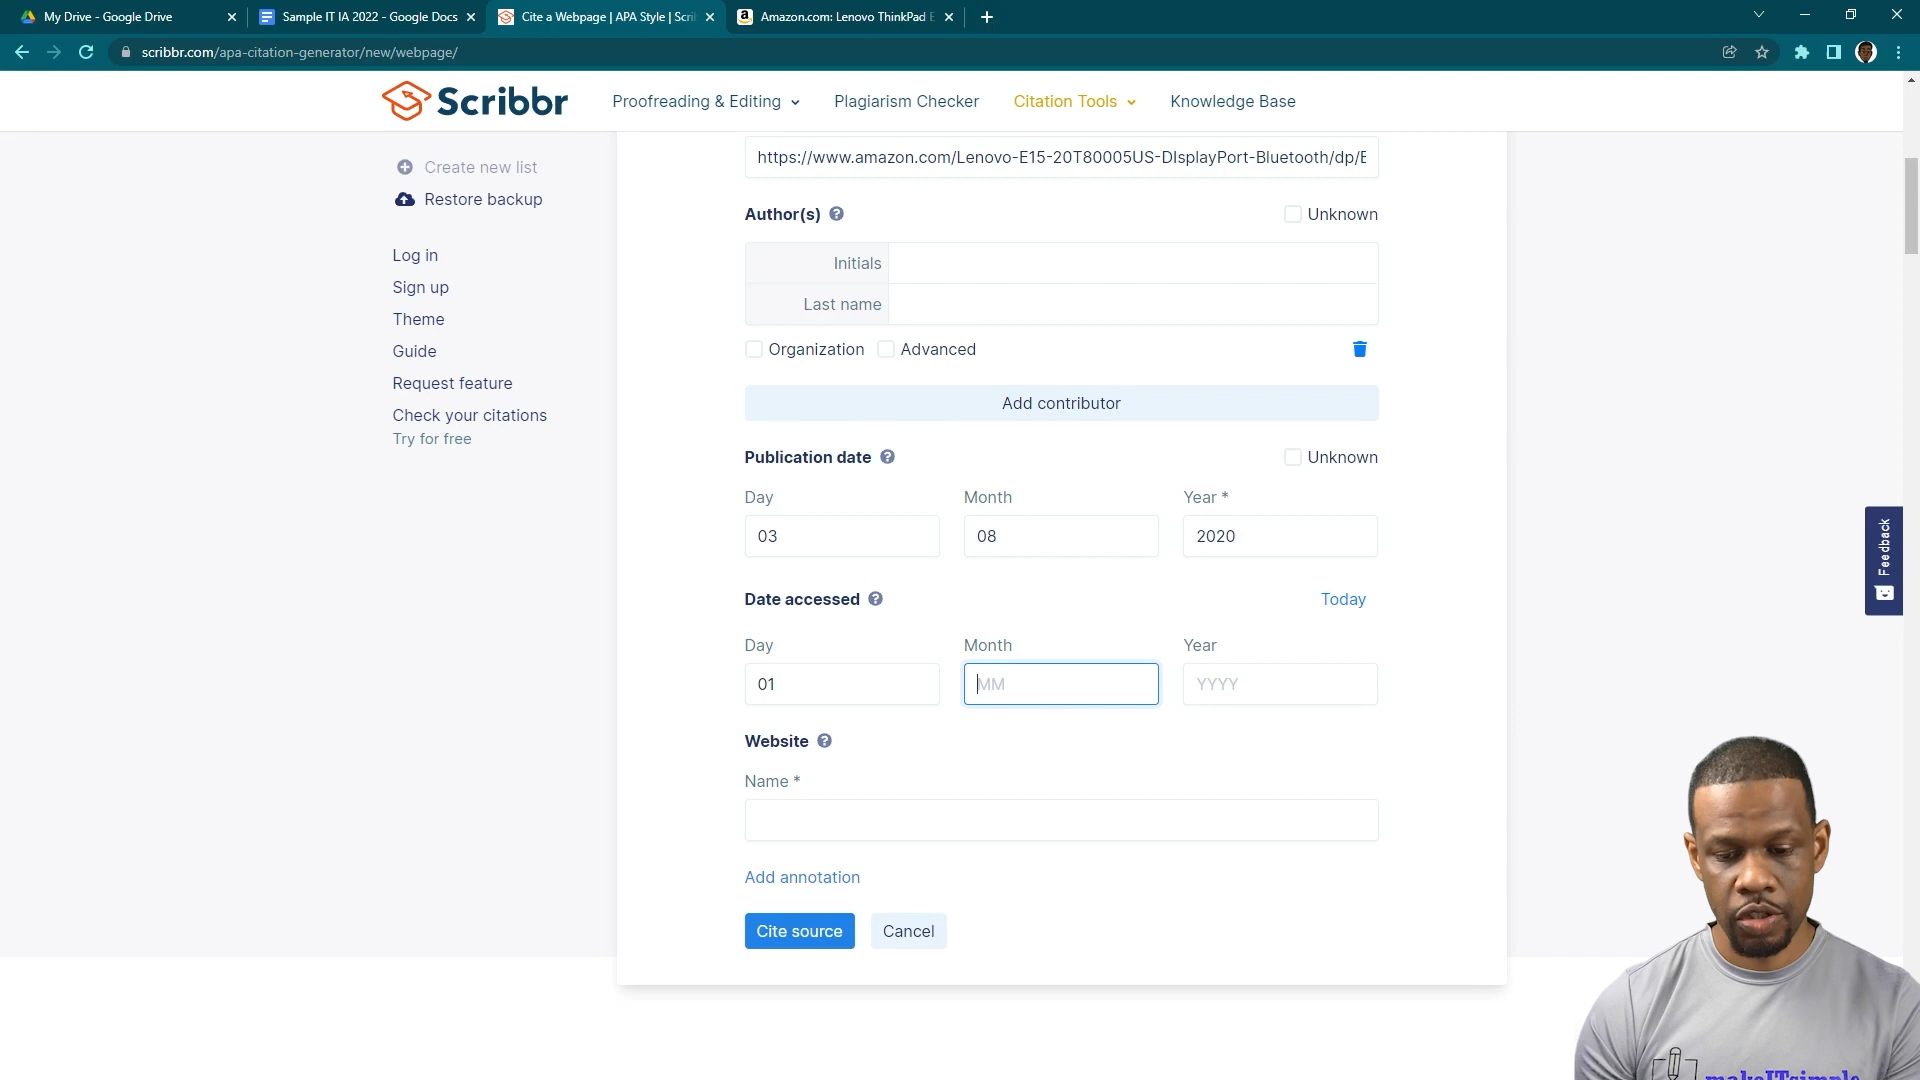 My Drive - Google Drive
Sample IT IA 2022 - Google Docs
Cite a Webpage | APA Style | Scri
Amazon.com: Lenovo ThinkPad E
scribbr.com/apa-citation-generator/new/webpage/
Scribbr
Proofreading & Editing
Plagiarism Checker
Citation Tools
Knowledge Base
Create new list
Restore backup
Log in
Sign up
Theme
Guide
Request feature
Check your citations
Try for free
https://www.amazon.com/Lenovo-E15-20T80005US-DIsplayPort-Bluetooth/dp/E
Author(s)
Unknown
Initials
Last name
Organization
Advanced
Add contributor
Publication date
Unknown
Day
Month
Year *
03
08
2020
Date accessed
Today
Day
Month
Year
01
MM
YYYY
Website
Name *
Add annotation
Cite source
Cancel
Feedback
makeITsimple